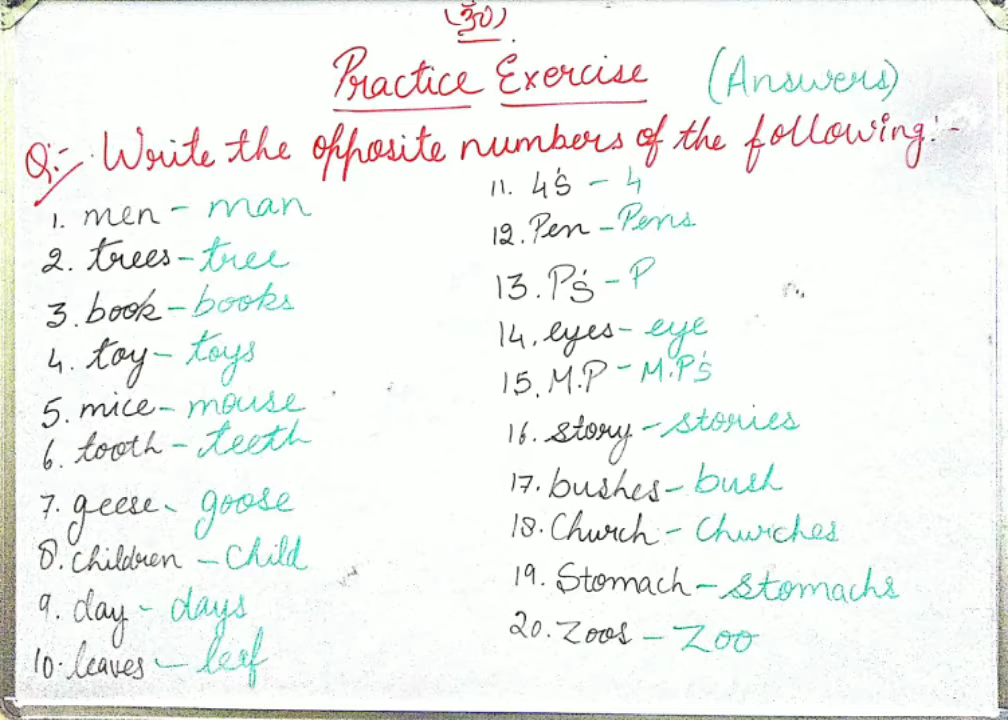 Practice Exercise (Answers)
Q:- Write the opposite numbers of the following:-
1. men - man
2. trees - tree
3. book - books
4. toy - toys
5. mice - mouse
6. tooth - teeth
7. geese - goose
8. children - child
9. day - days
10. leaves - leaf
11. 4's - 4
12. Pen - Pens
13. P's - P
14. eyes - eye
15. M.P - M.P's
16. story - stories
17. bushes - bush
18. Church - Churches
19. Stomach - stomachs
20. Zoos - Zoo